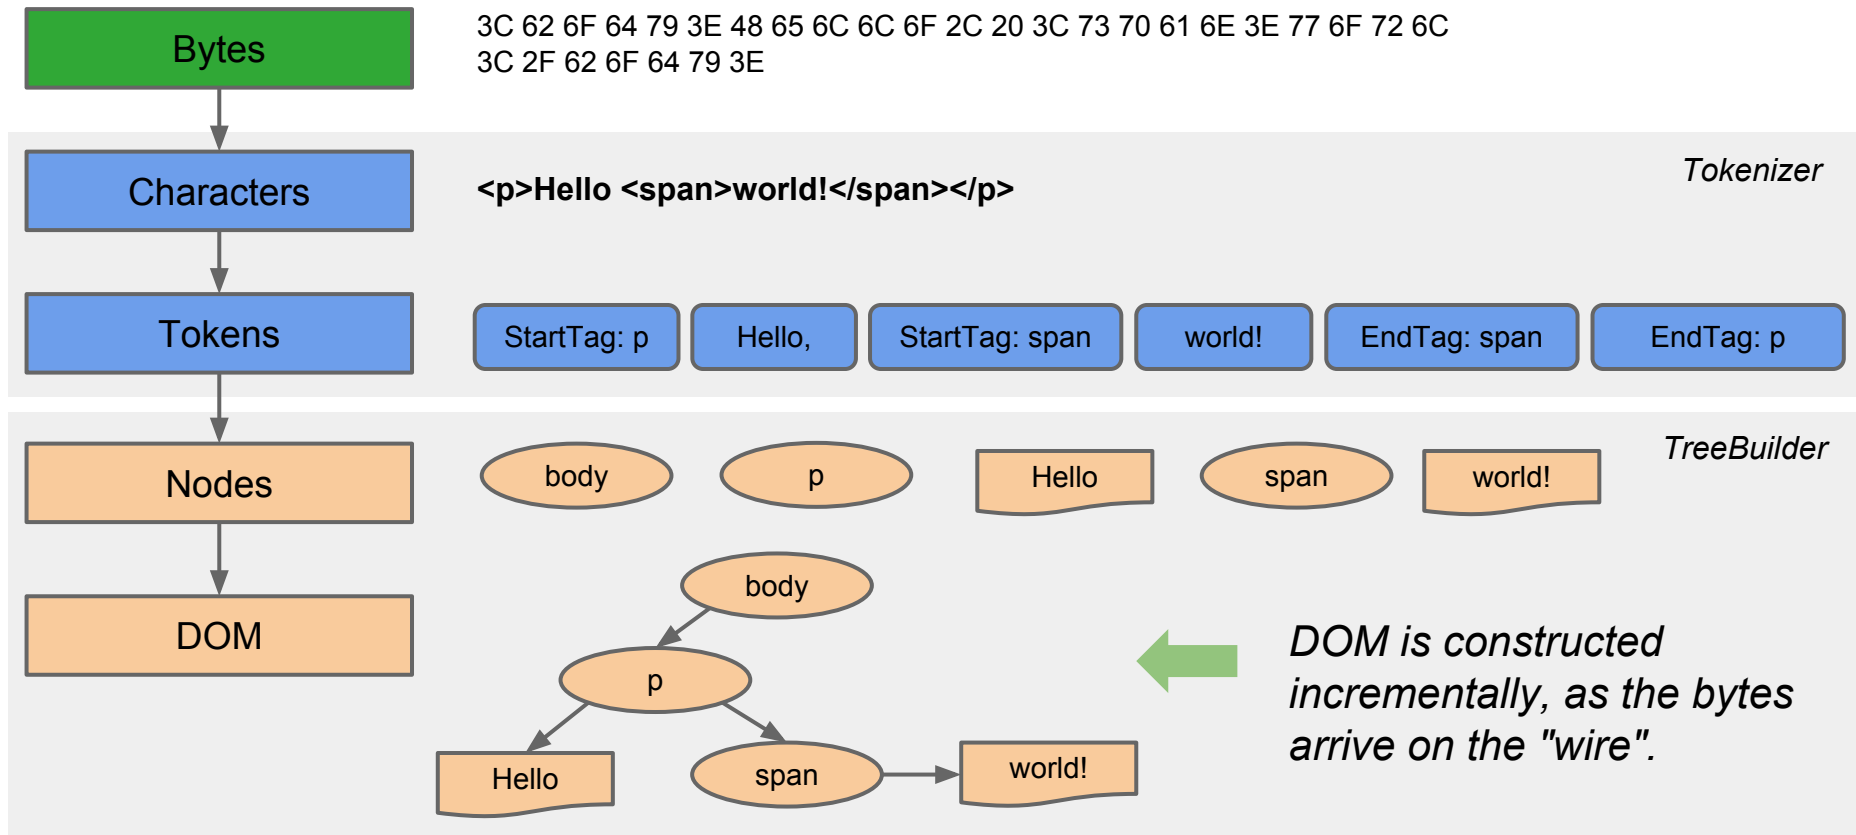 Bytes
3C 62 6F 64 79 3E 48 65 6C 6C 6F 2C 20 3C 73 70 61 6E 3E 77 6F 72 6C
3C 2F 62 6F 64 79 3E
Tokenizer
Characters
<p>Hello <span>world!</span></p>
Tokens
StartTag: p
Hello,
StartTag: span
world!
EndTag: span
EndTag: p
TreeBuilder
Nodes
body
p
Hello
span
world!
DOM
body
p
Hello
span
world!
DOM is constructed
incrementally, as the bytes
arrive on the "wire".